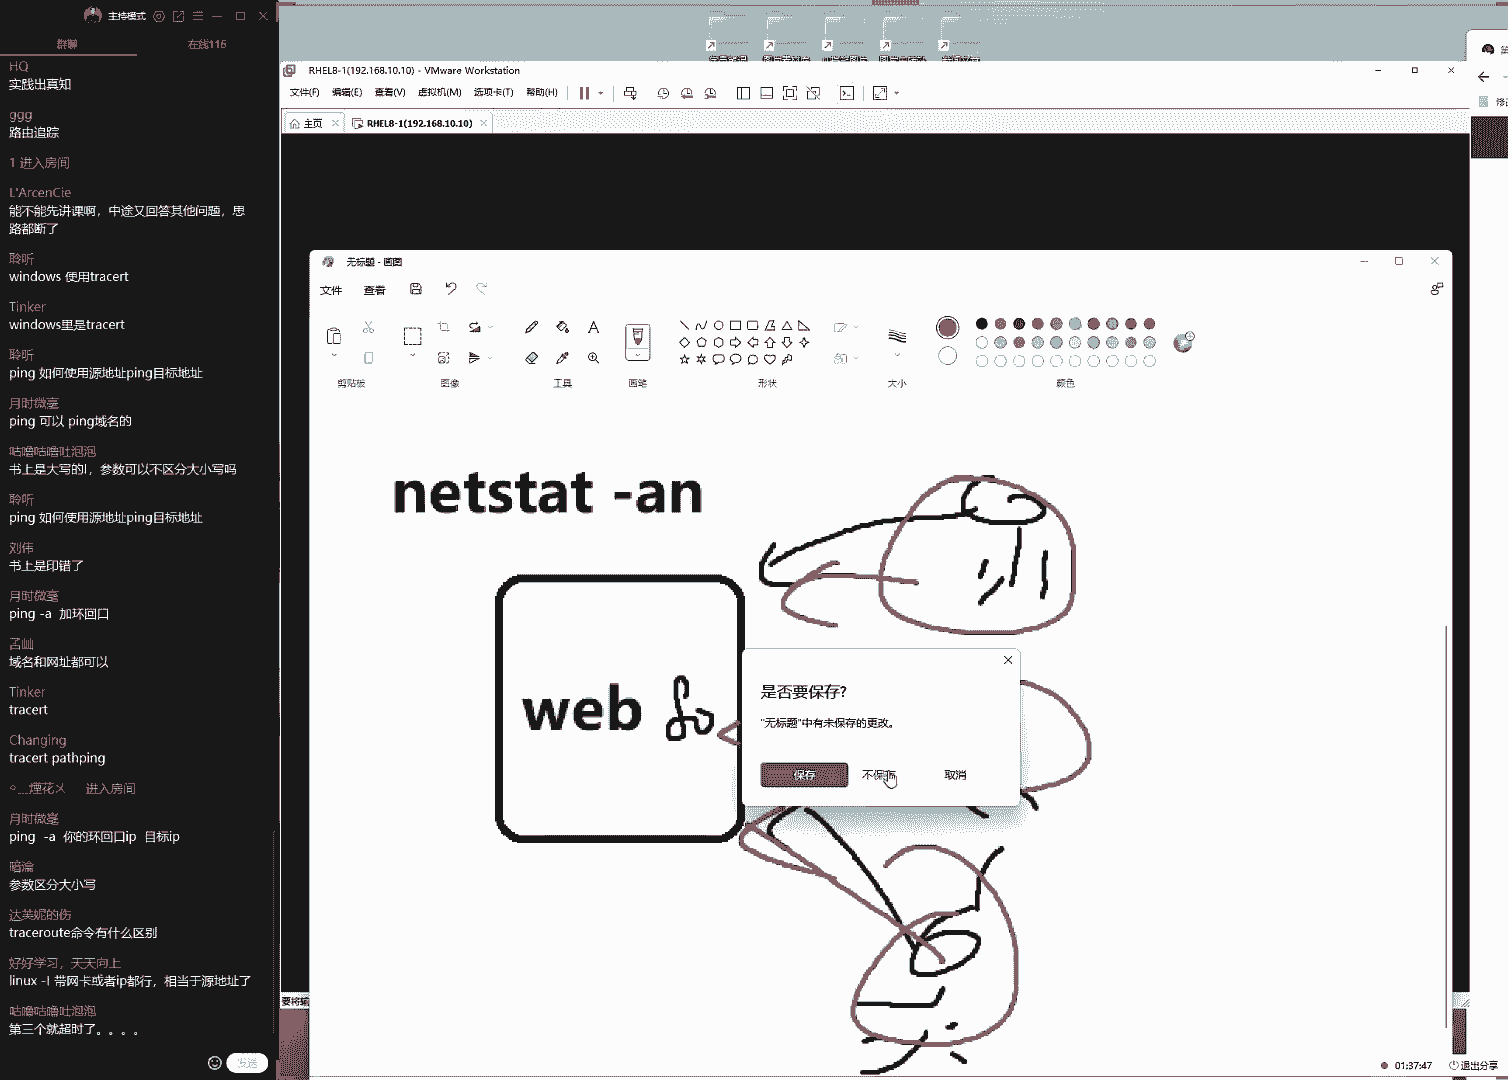 主持模式
群聊
在线116
HQ
实践出真知
ggg
路由追踪
1 进入房间
L'ArcenCie
能不能先讲课啊，中途又回答其他问题，思
路都断了
聆听
windows 使用tracert
Tinker
windows里是tracert
聆听
ping 如何使用源地址ping目标地址
月时微毫
ping 可以 ping域名的
咕噜咕噜吐泡泡
书上是大写的I，参数可以不区分大小写吗
聆听
ping 如何使用源地址ping目标地址
刘伟
书上是印错了
月时微毫
ping -a 加环回口
域名和网址都可以
Tinker
tracert
Changing
tracert pathping
进入房间
月时微毫
ping -a 你的环回口ip 目标ip
参数区分大小写
达芙妮的伤
traceroute命令有什么区别
好好学习，天天向上
linux -I 带网卡或者ip都行，相当于源地址了
咕噜咕噜吐泡泡
第三个就超时了。。。。
发送
RHEL8-1(192.168.10.10) - VMware Workstation
文件(F) 编辑(E) 查看(V) 虚拟机(M) 选项卡(T) 帮助(H)
主页
RHEL8-1(192.168.10.10)
无标题 - 画图
文件 查看
剪贴板 图像 工具 画笔 形状 大小 颜色
netstat -an
web
是否要保存?
"无标题"中有未保存的更改。
保存 不保存 取消
要将输
01:37:47 退出分享